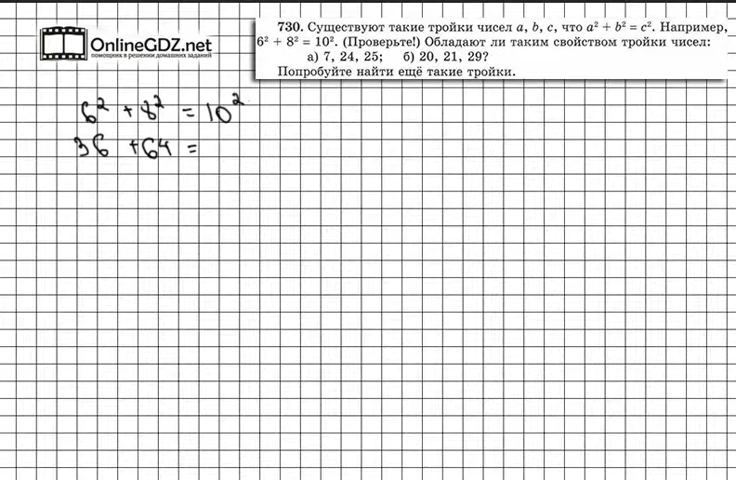 OnlineGDZ.net
помощник в решении домашних заданий
730. Существуют такие тройки чисел a, b, c, что a² + b² = c². Например,
6² + 8² = 10². (Проверьте!) Обладают ли таким свойством тройки чисел:
а) 7, 24, 25; б) 20, 21, 29?
Попробуйте найти ещё такие тройки.
6² + 8² = 10²
36 + 64 =